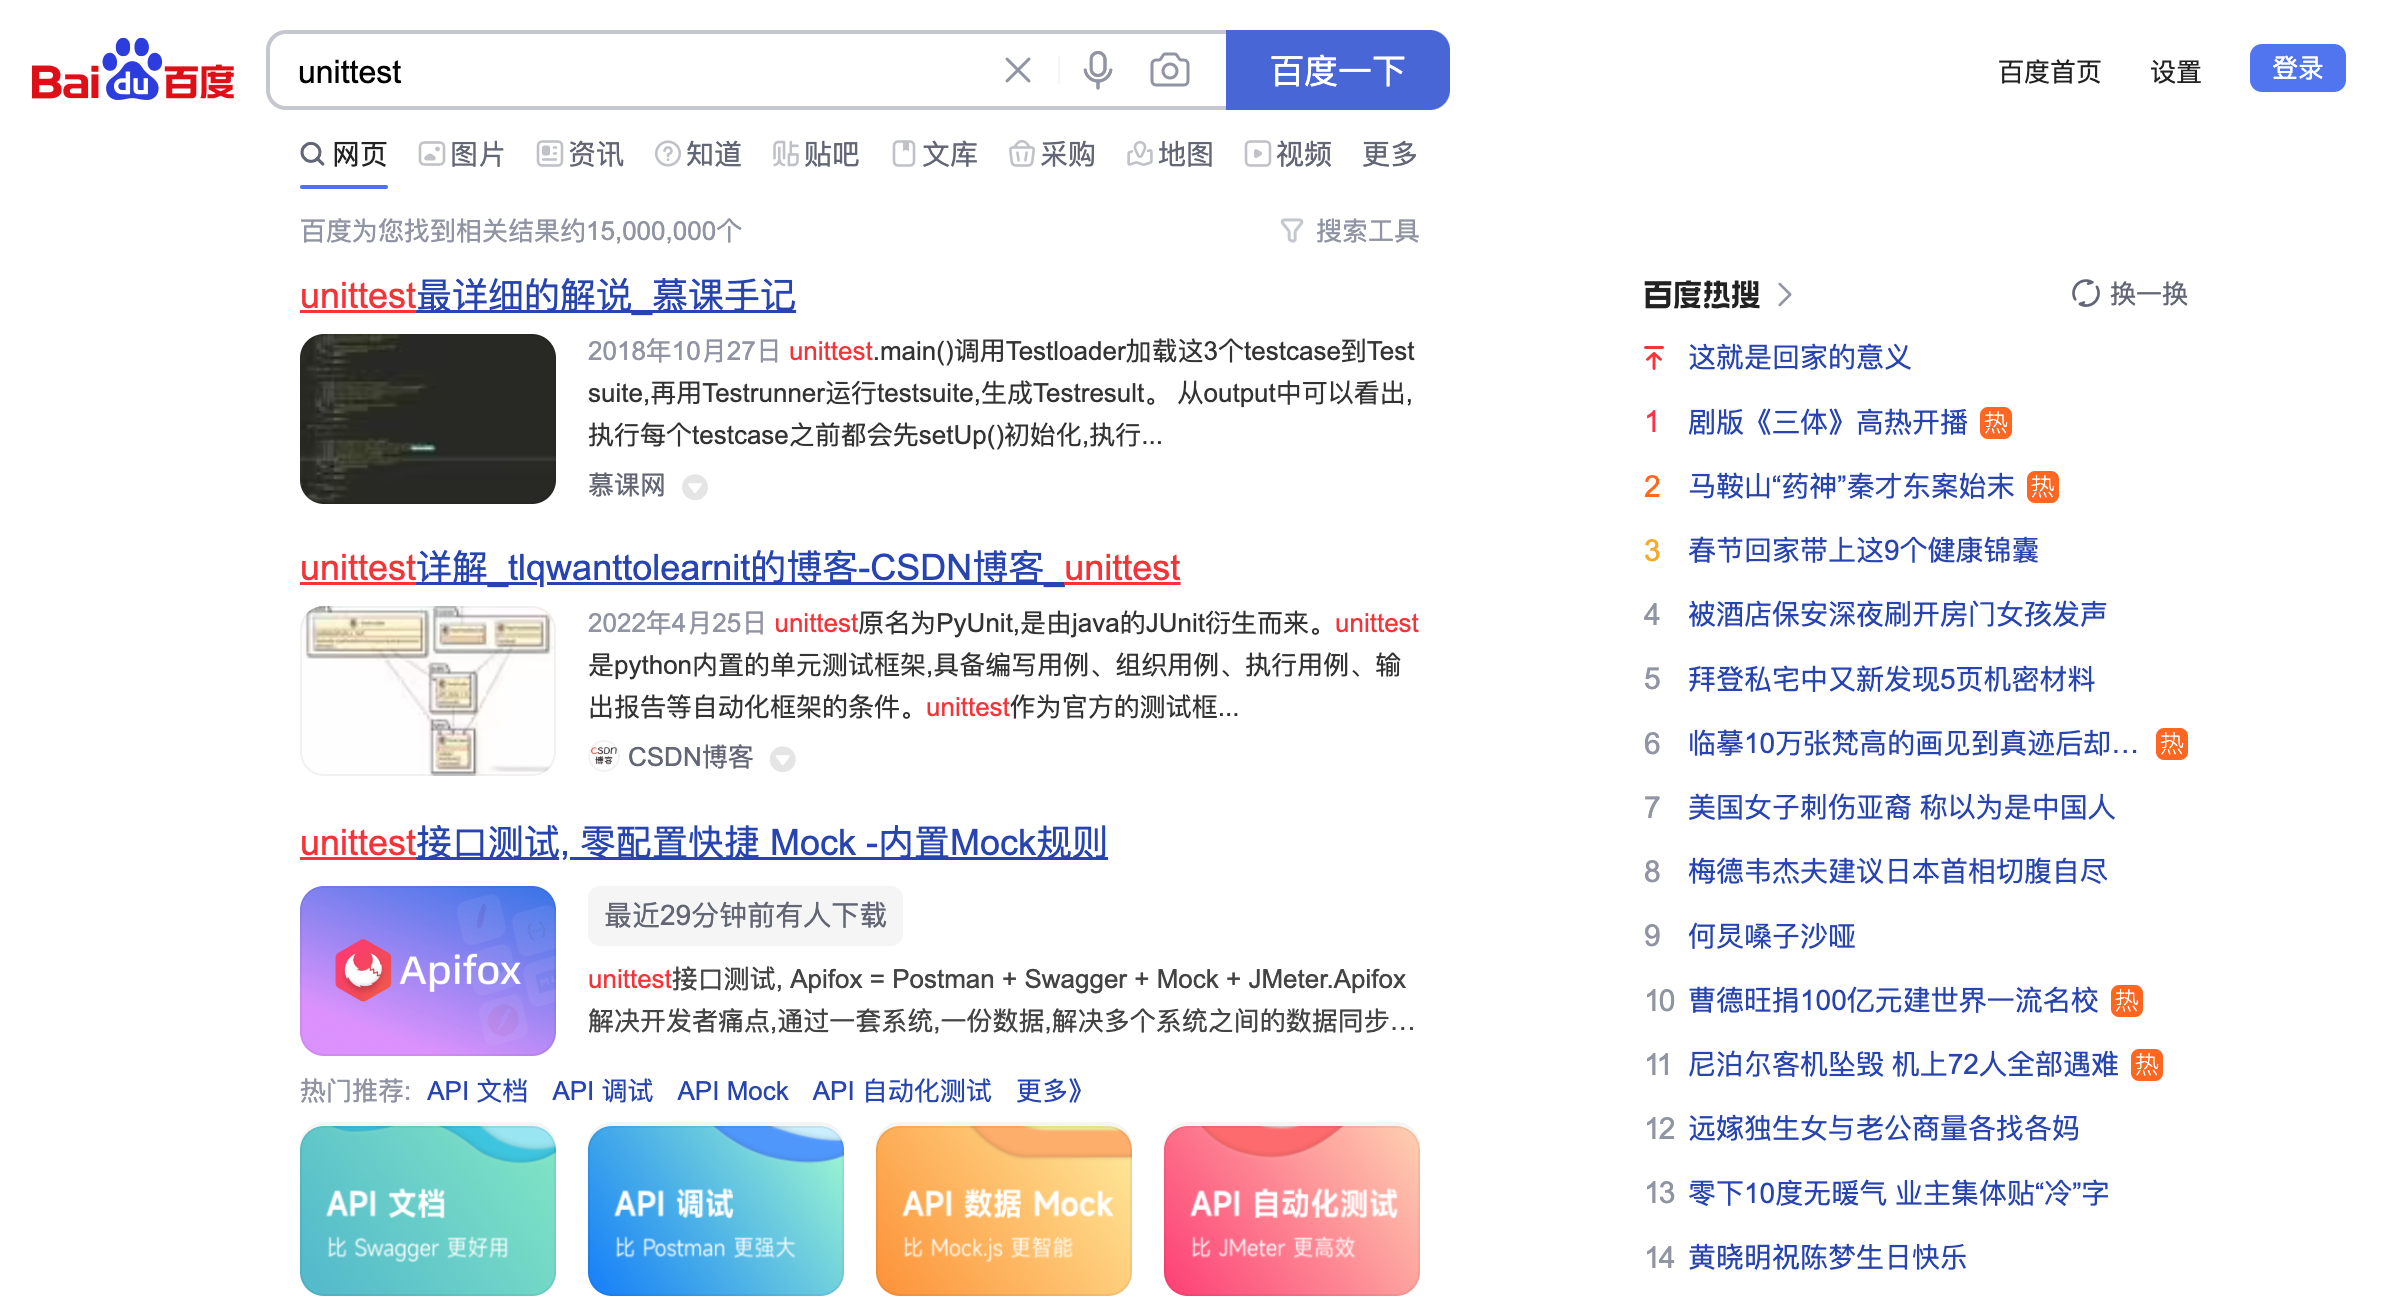 Baidu百度
unittest
百度一下
百度首页
设置
登录
网页 图片 资讯 知道 贴吧 文库 采购 地图 视频 更多
百度为您找到相关结果约15,000,000个
搜索工具
unittest最详细的解说_慕课手记
2018年10月27日 unittest.main()调用Testloader加载这3个testcase到Test
suite,再用Testrunner运行testsuite,生成Testresult。 从output中可以看出,
执行每个testcase之前都会先setUp()初始化,执行...
慕课网
unittest详解_tlqwanttolearnit的博客-CSDN博客_unittest
2022年4月25日 unittest原名为PyUnit,是由java的JUnit衍生而来。unittest
是python内置的单元测试框架,具备编写用例、组织用例、执行用例、输
出报告等自动化框架的条件。unittest作为官方的测试框...
CSDN
博客
CSDN博客
unittest接口测试, 零配置快捷 Mock -内置Mock规则
Apifox
最近29分钟前有人下载
unittest接口测试, Apifox = Postman + Swagger + Mock + JMeter.Apifox
解决开发者痛点,通过一套系统,一份数据,解决多个系统之间的数据同步...
热门推荐: API 文档 API 调试 API Mock API 自动化测试 更多》
API 文档
比 Swagger 更好用
API 调试
比 Postman 更强大
API 数据 Mock
比 Mock.js 更智能
API 自动化测试
比 JMeter 更高效
百度热搜
换一换
这就是回家的意义
1 剧版《三体》高热开播 热
2 马鞍山“药神”秦才东案始末 热
3 春节回家带上这9个健康锦囊
4 被酒店保安深夜刷开房门女孩发声
5 拜登私宅中又新发现5页机密材料
6 临摹10万张梵高的画见到真迹后却... 热
7 美国女子刺伤亚裔 称以为是中国人
8 梅德韦杰夫建议日本首相切腹自尽
9 何炅嗓子沙哑
10 曹德旺捐100亿元建世界一流名校 热
11 尼泊尔客机坠毁 机上72人全部遇难 热
12 远嫁独生女与老公商量各找各妈
13 零下10度无暖气 业主集体贴“冷”字
14 黄晓明祝陈梦生日快乐